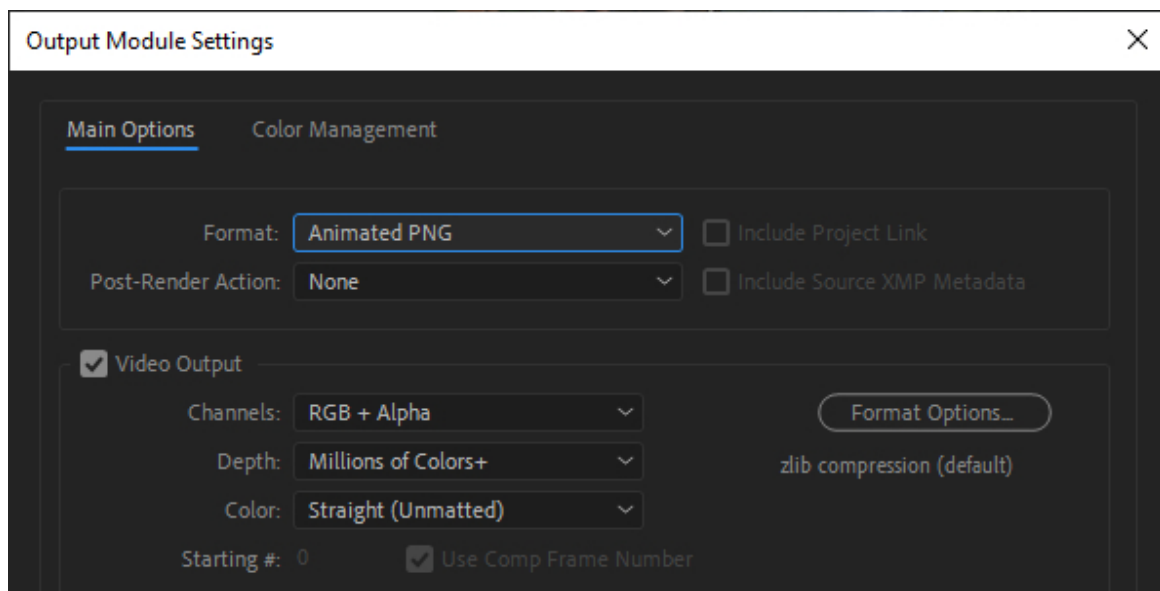 Output Module Settings
Main Options Color Management
Format: Animated PNG Include Project Link
Post-Render Action: None Include Source XMP Metadata
Video Output
Channels: RGB + Alpha Format Options...
Depth: Millions of Colors+ zlib compression (default)
Color: Straight (Unmatted)
Starting #: 0 Use Comp Frame Number